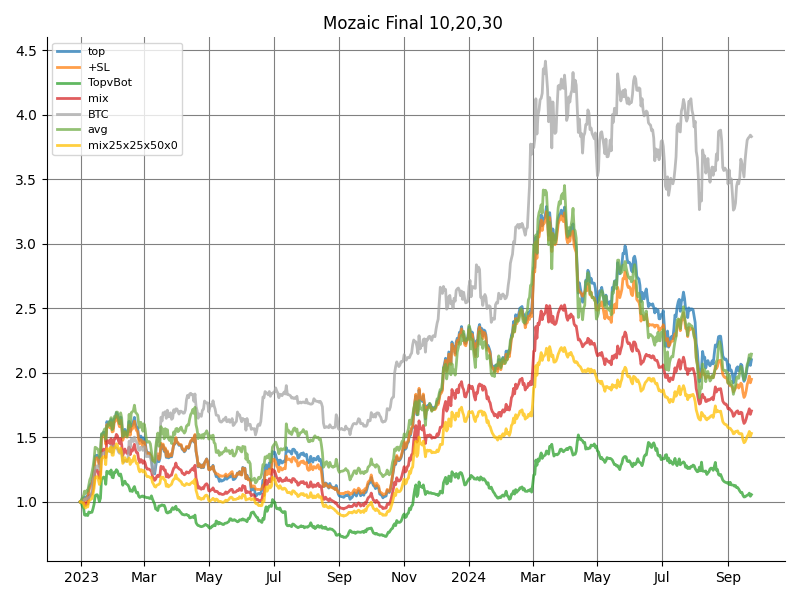 Mozaic Final 10,20,30
top
+SL
TopvBot
mix
BTC
avg
mix25x25x50x0
4.5
4.0
3.5
3.0
2.5
2.0
1.5
1.0
2023 Mar May Jul Sep Nov 2024 Mar May Jul Sep